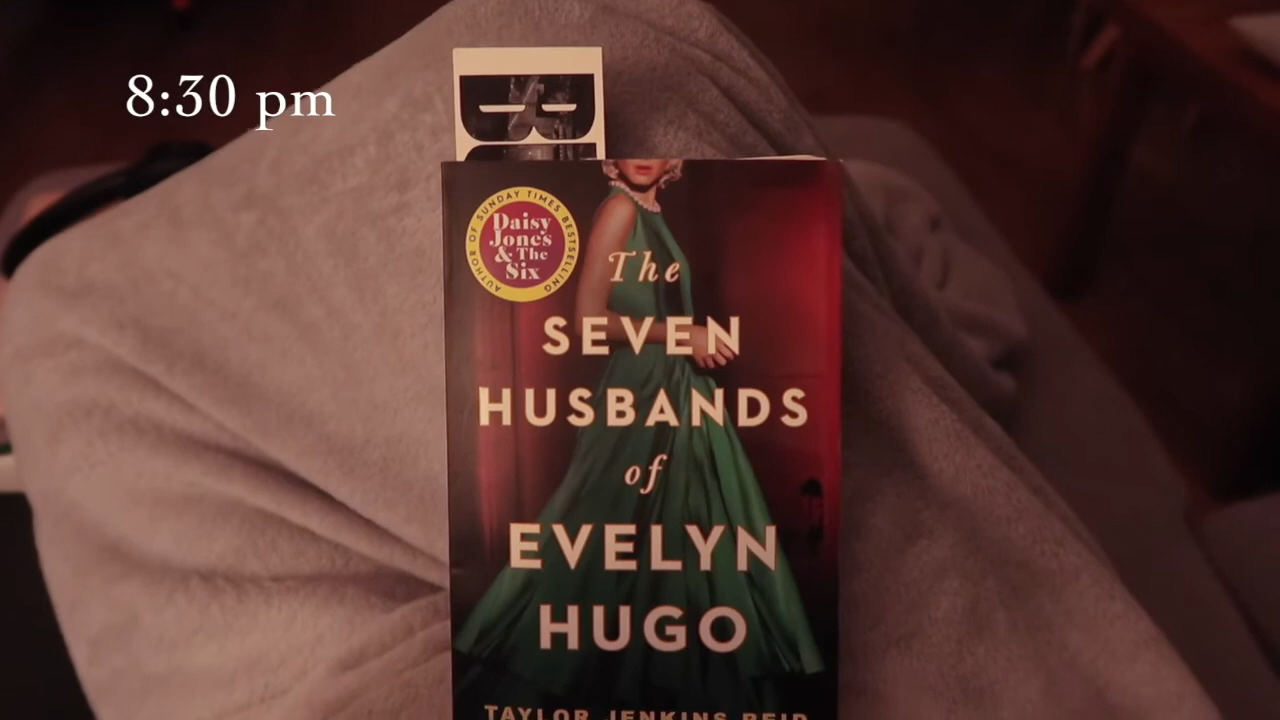 8:30 pm
B
AUTHOR OF SUNDAY TIMES BESTSELLING
Daisy
Jones
& The
Six
The
SEVEN
HUSBANDS
of
EVELYN
HUGO
TAYLOR JENKINS REID